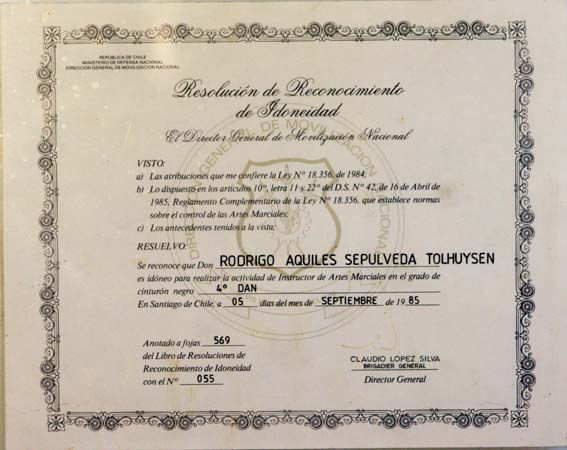 REPUBLICA DE CHILE
MINISTERIO DE DEFENSA NACIONAL
DIRECCION GENERAL DE MOVILIZACION NACIONAL
Resolución de Reconocimiento
de Idoneidad
El Director General de Movilización Nacional
DIRECCION GENERAL DE MOVILIZACION NACIONAL
VISTO:
a) Las atribuciones que me confiere la Ley Nº 18.356, de 1984;
b) Lo dispuesto en los artículos 10º, letra 11 y 22º del D.S. Nº 42, de 16 de Abril de
1985, Reglamento Complementario de la Ley Nº 18.356, que establece normas
sobre el control de las Artes Marciales;
c) Los antecedentes tenidos a la vista;
RESUELVO:
Se reconoce que Don RODRIGO AQUILES SEPULVEDA TOLHUYSEN
es idóneo para realizar la actividad de Instructor de Artes Marciales en el grado de
cinturón negro 4º DAN
En Santiago de Chile, a 05 días del mes de SEPTIEMBRE de 1985
Anotado a fojas 569
del Libro de Resoluciones de
Reconocimiento de Idoneidad
con el Nº 055
CLAUDIO LOPEZ SILVA
BRIGADIER GENERAL
Director General